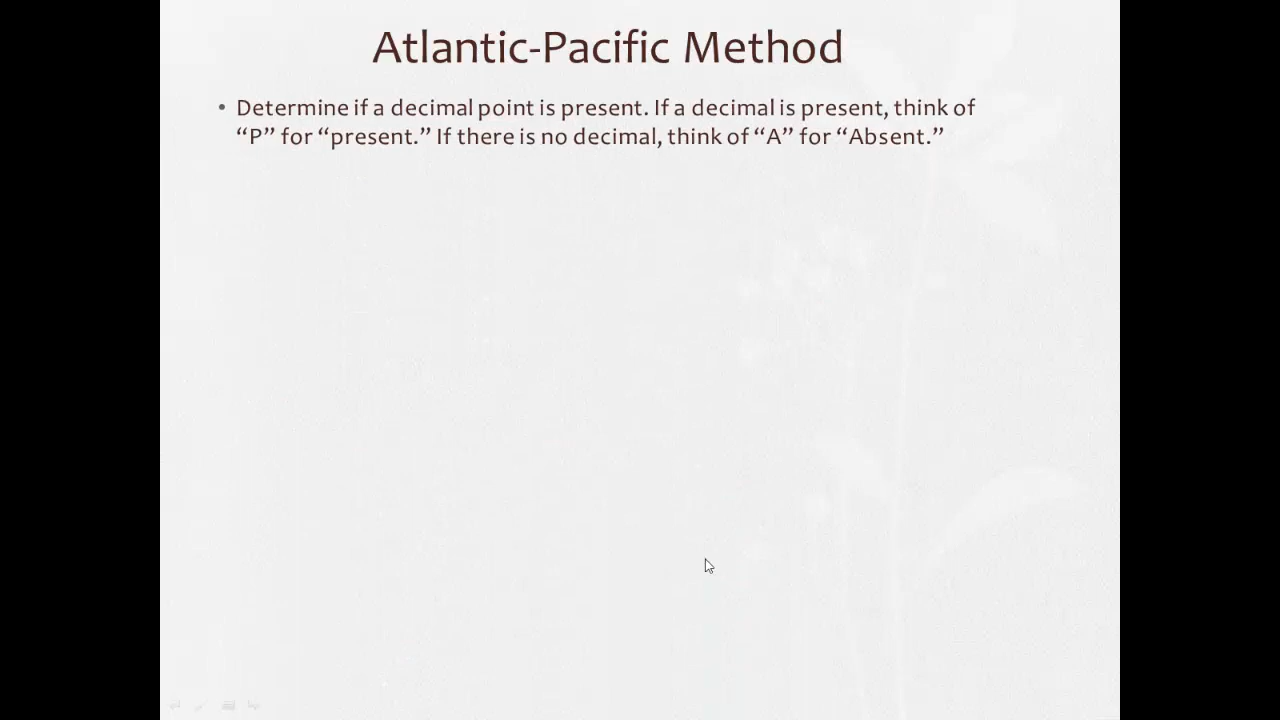 Atlantic-Pacific Method
• Determine if a decimal point is present. If a decimal is present, think of
“P” for “present.” If there is no decimal, think of “A” for “Absent.”